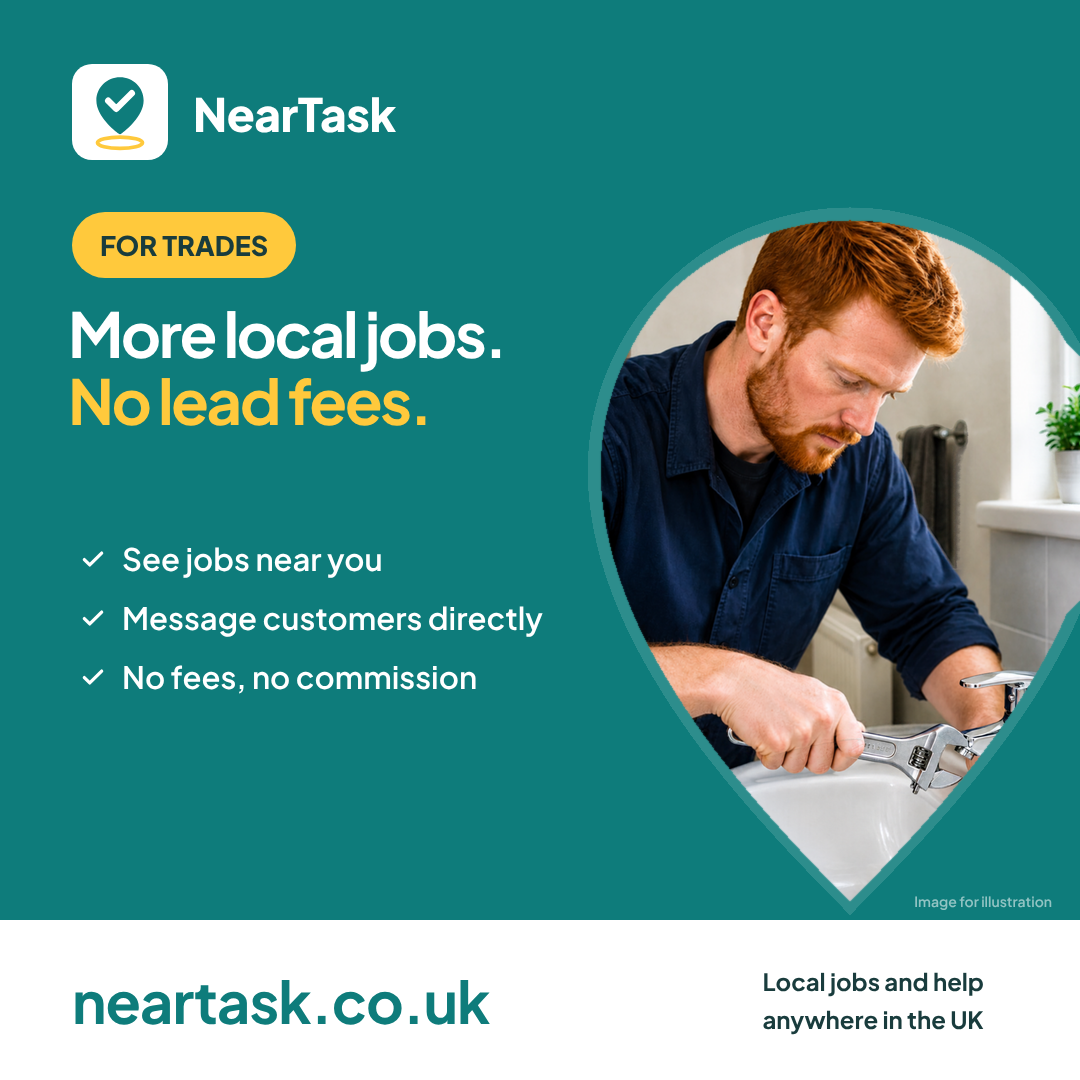 NearTask
FOR TRADES
More local jobs.
No lead fees.
See jobs near you
Message customers directly
No fees, no commission
Image for illustration
neartask.co.uk
Local jobs and help
anywhere in the UK